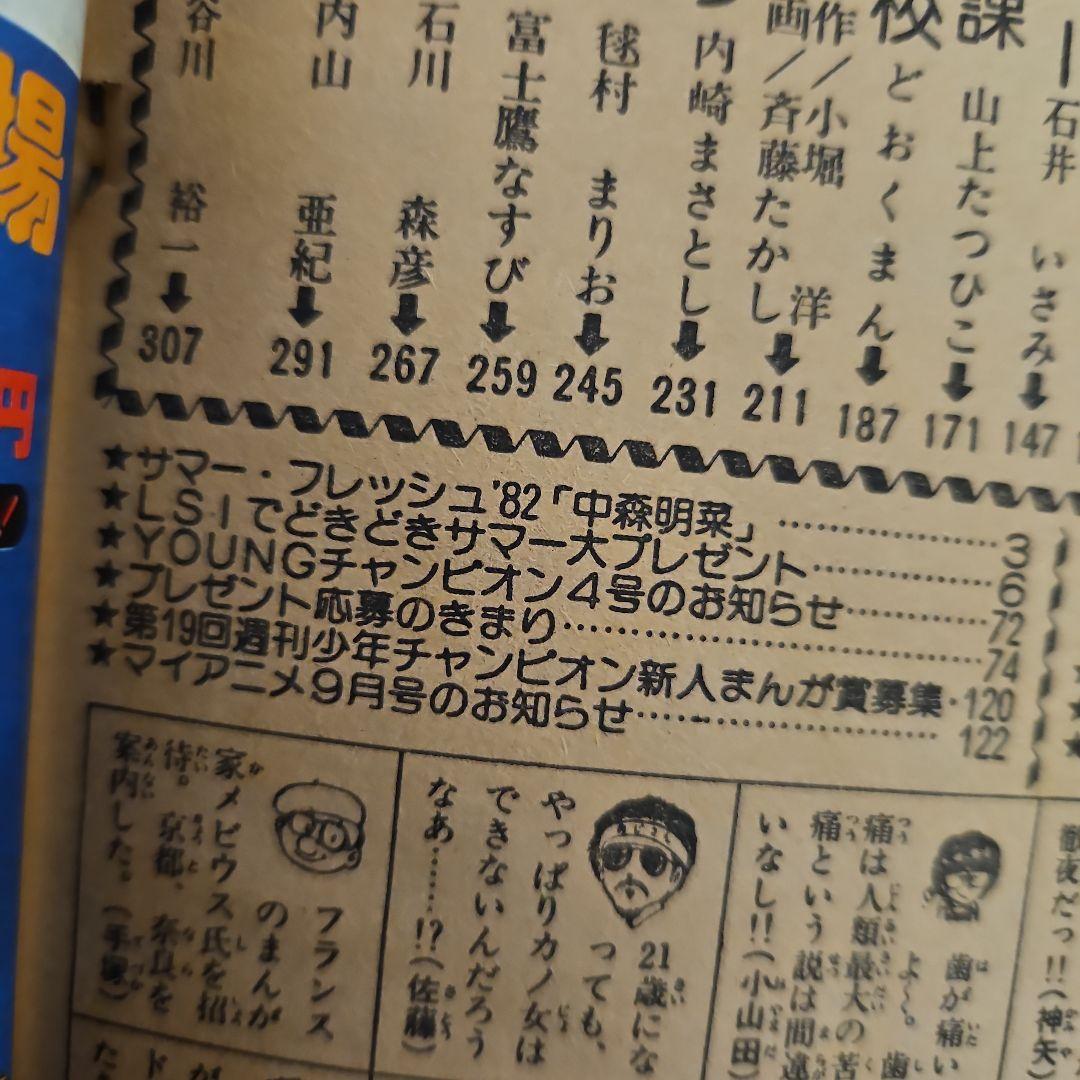 課
校
石井 いさみ➡147
山上たつひこ➡171
どおくまん➡187
作/小堀 洋
画/斉藤たかし➡211
内崎まさとし➡231
毬村 まりお➡245
富士鷹なすび➡259
石川 森彦➡267
内山 亜紀➡291
谷川 裕一➡307
場
円
★サマー・フレッシュ'82「中森明菜」……………3
★LSIでどきどきサマー大プレゼント……………6
★YOUNGチャンピオン4号のお知らせ…………72
★プレゼント応募のきまり……………………74
★第19回週刊少年チャンピオン新人まんが賞募集・120
★マイアニメ9月号のお知らせ……………………122
徹夜だっ!!(神矢)
歯が痛い
よ〜。歯
痛は人類最大の苦
痛という説は間違
いなし!!(小山田)
21歳にな
っても、
やっぱりカノ女は
できないんだろう
なあ……!?(佐藤)
フランス
のまんが
家メビウス氏を招
待。京都、奈良を
案内した。(手塚)